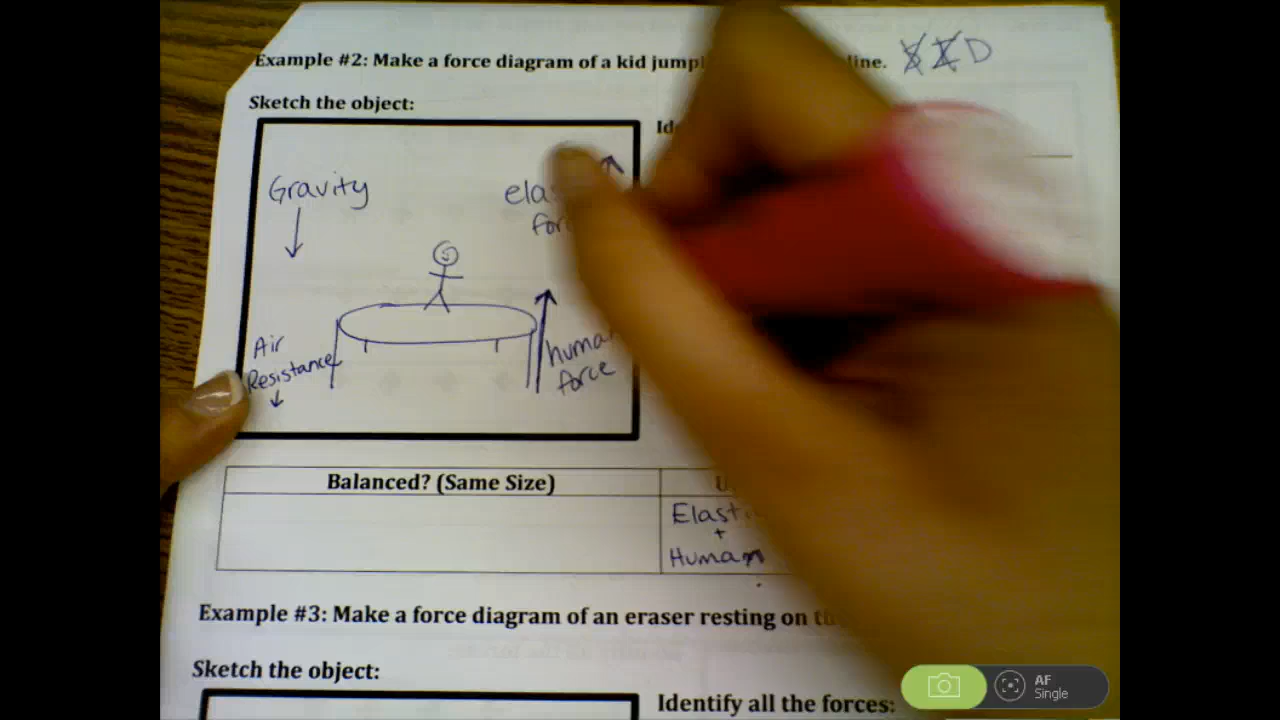 Example #2: Make a force diagram of a kid line.
D
Sketch the object:
Gravity
force
Air
Resistance
human
force
Balanced? (Same Size)
+
Human
Example #3: Make a force diagram of an eraser resting on
Sketch the object:
Identify all the forces:
AF
Single